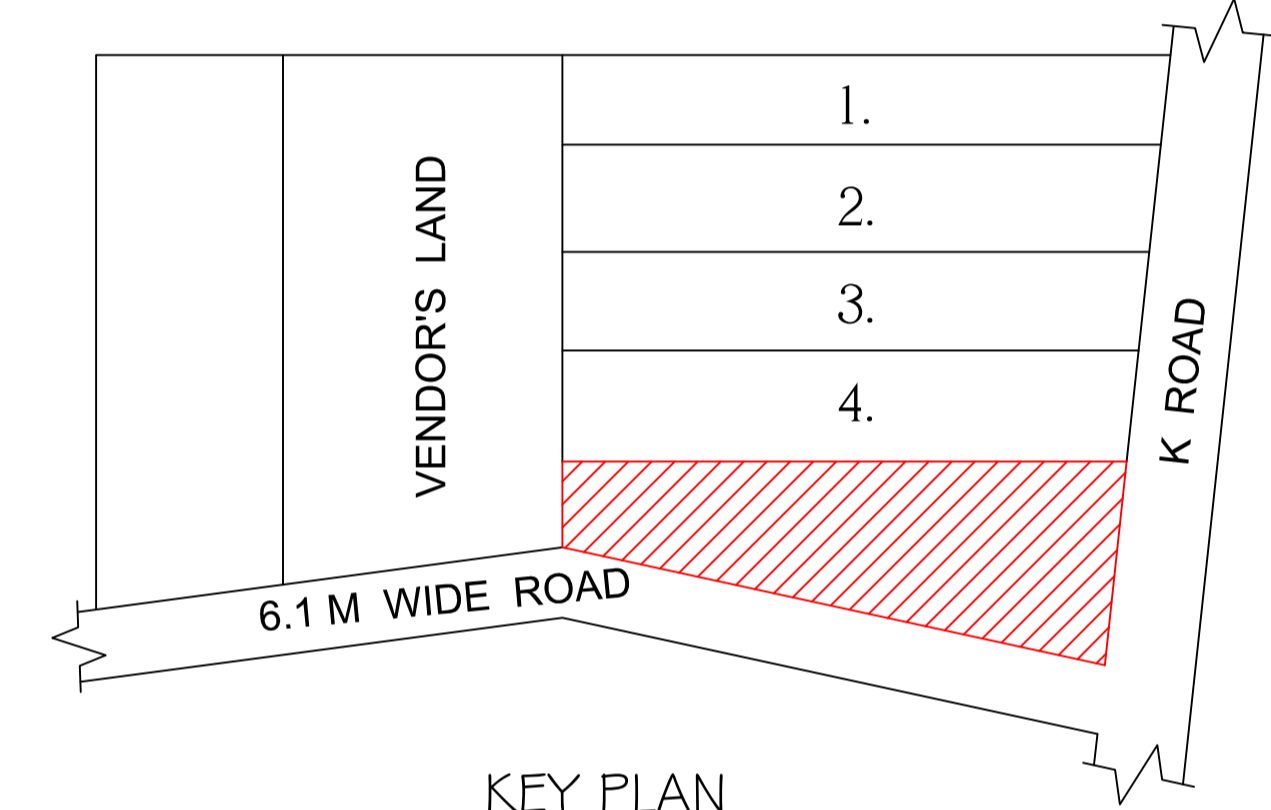 1.
2.
3.
4.
VENDOR'S LAND
K ROAD
6.1 M WIDE ROAD
KEY PLAN